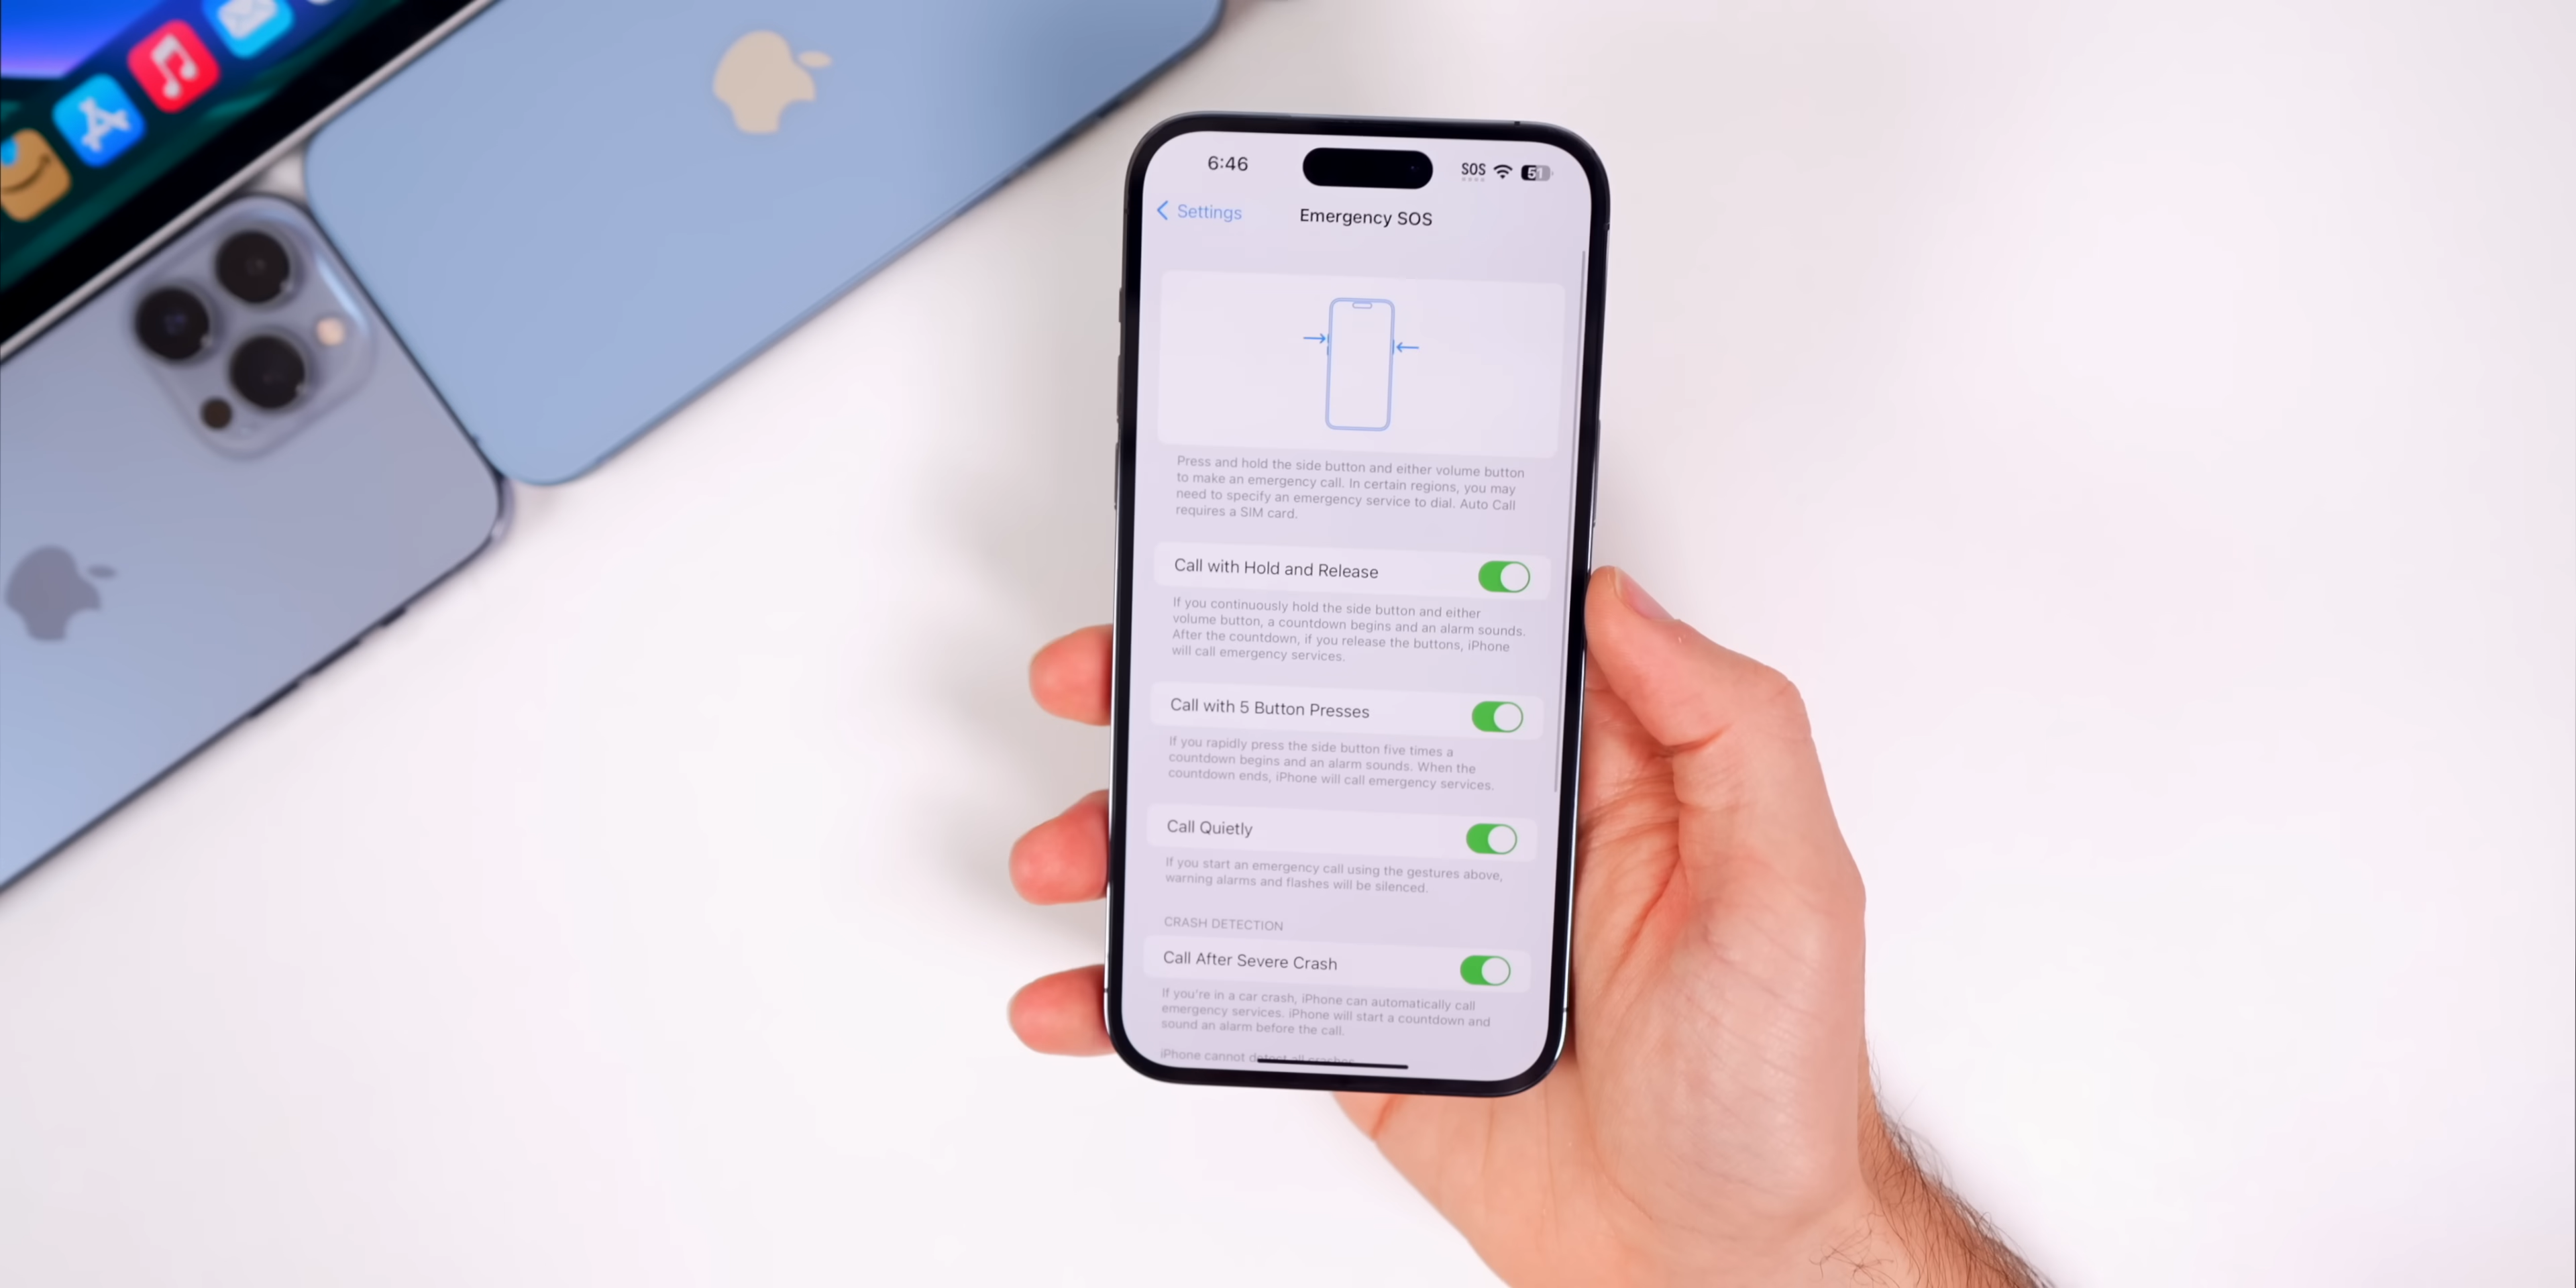 6:46
SOS
51
Settings
Emergency SOS
Press and hold the side button and either volume button
to make an emergency call. In certain regions, you may
need to specify an emergency service to dial. Auto Call
requires a SIM card.
Call with Hold and Release
If you continuously hold the side button and either
volume button, a countdown begins and an alarm sounds.
After the countdown, if you release the buttons, iPhone
will call emergency services.
Call with 5 Button Presses
If you rapidly press the side button five times a
countdown begins and an alarm sounds. When the
countdown ends, iPhone will call emergency services.
Call Quietly
If you start an emergency call using the gestures above,
warning alarms and flashes will be silenced.
CRASH DETECTION
Call After Severe Crash
If you're in a car crash, iPhone can automatically call
emergency services. iPhone will start a countdown and
sound an alarm before the call.
iPhone cannot detect all crashes.